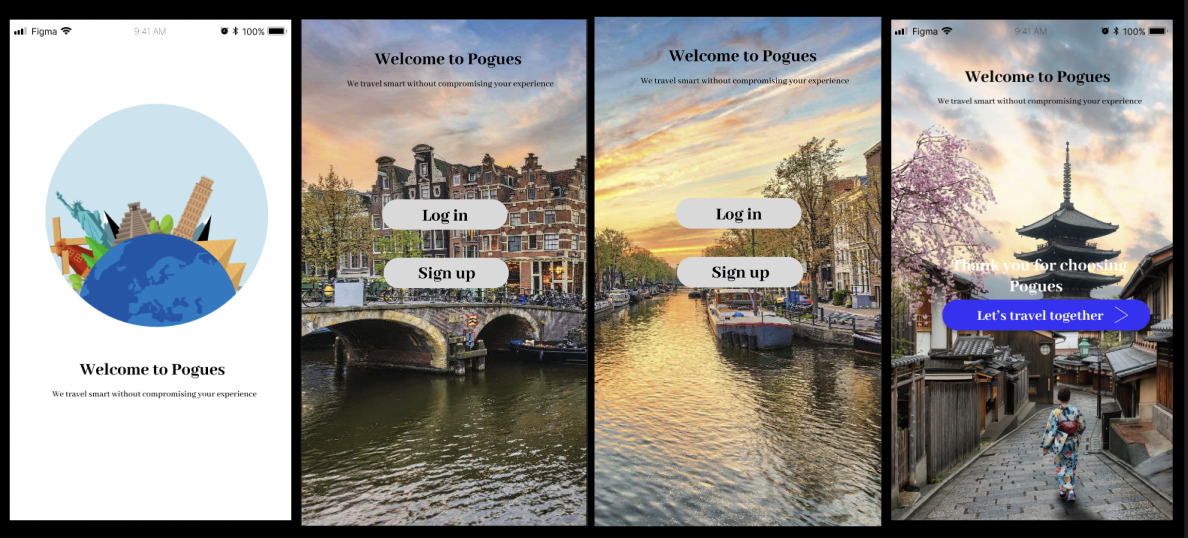 Figma 9:41 AM 100%
Welcome to Pogues
We travel smart without compromising your experience
Welcome to Pogues
We travel smart without compromising your experience
Log in
Sign up
Welcome to Pogues
We travel smart without compromising your experience
Log in
Sign up
Figma 9:41 AM 100%
Welcome to Pogues
We travel smart without compromising your experience
Thank you for choosing
Pogues
Let's travel together